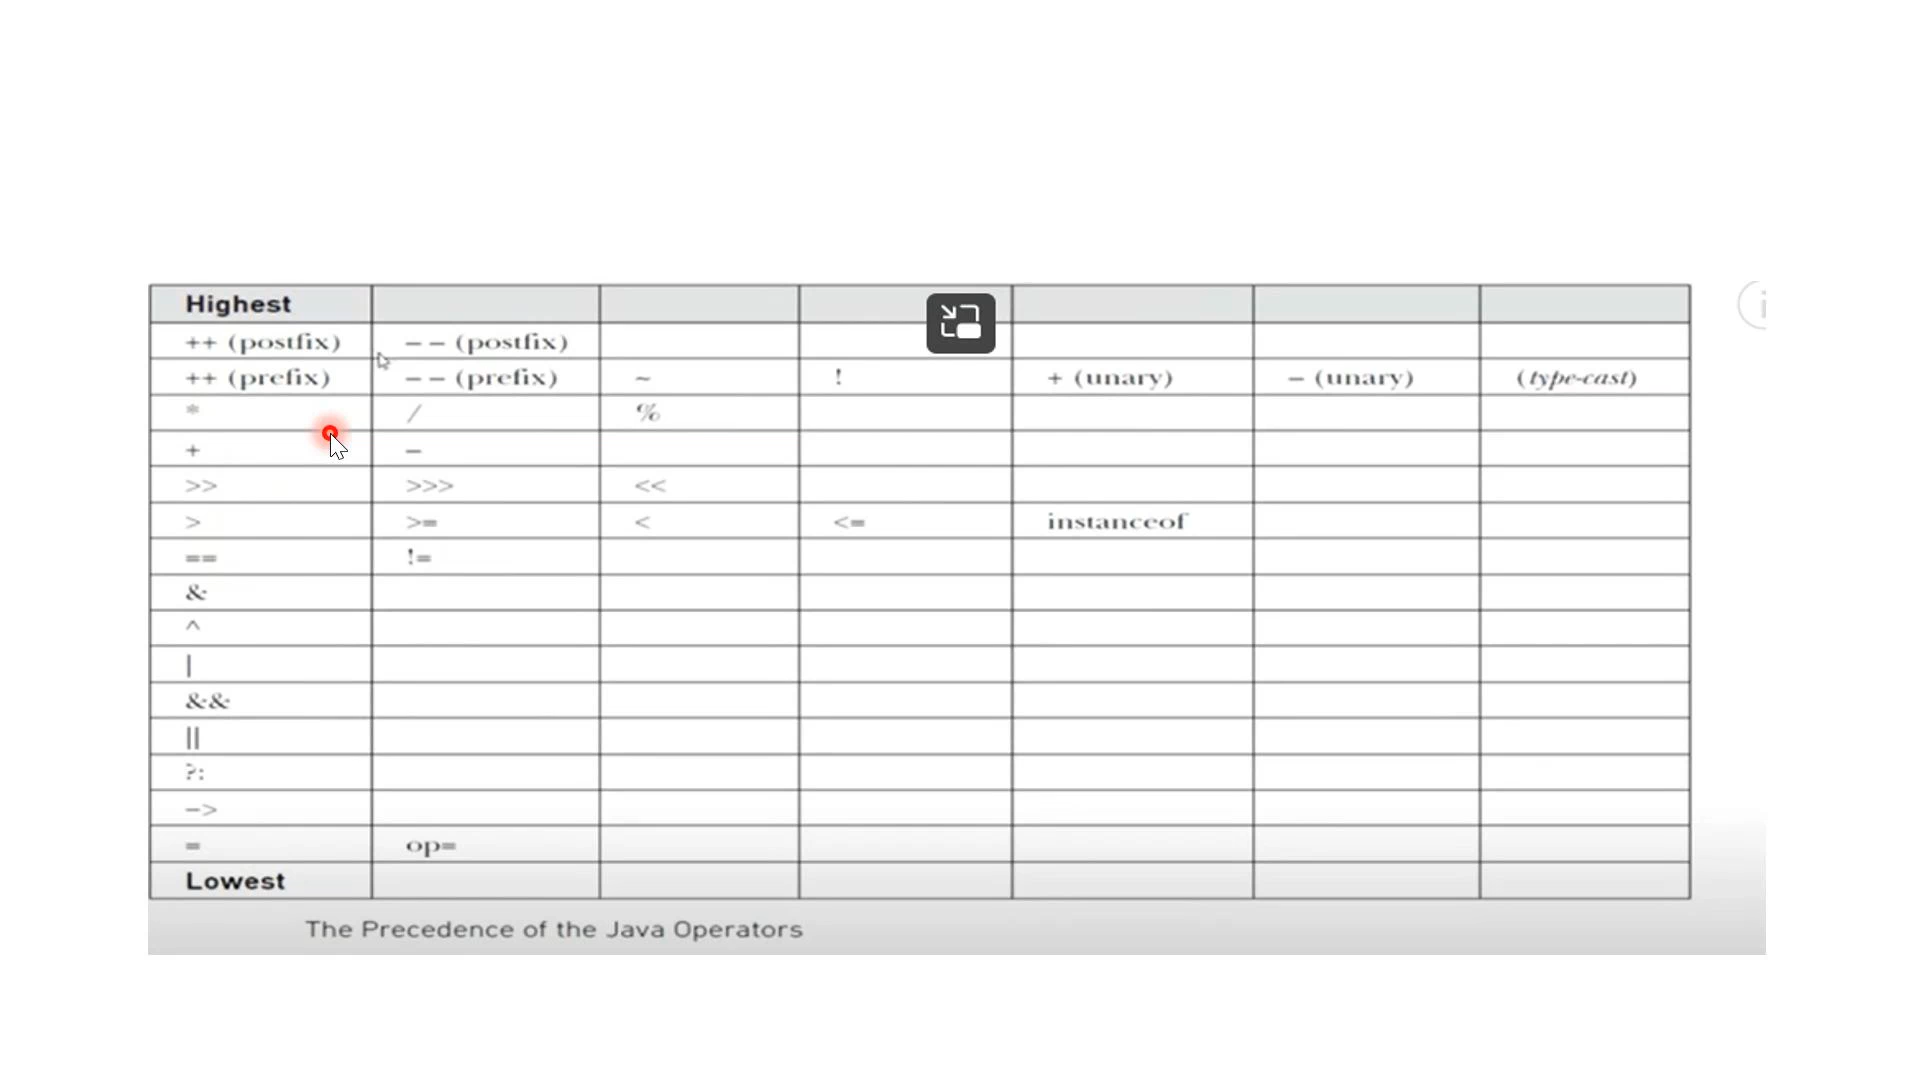 Highest
++ (postfix) – – (postfix)
++ (prefix) – – (prefix) ~ ! + (unary) – (unary) (type-cast)
* / %
+ –
>> >>> <<
> >= < <= instanceof
== !=
&
^
|
&&
||
?:
–>
= op=
Lowest
The Precedence of the Java Operators